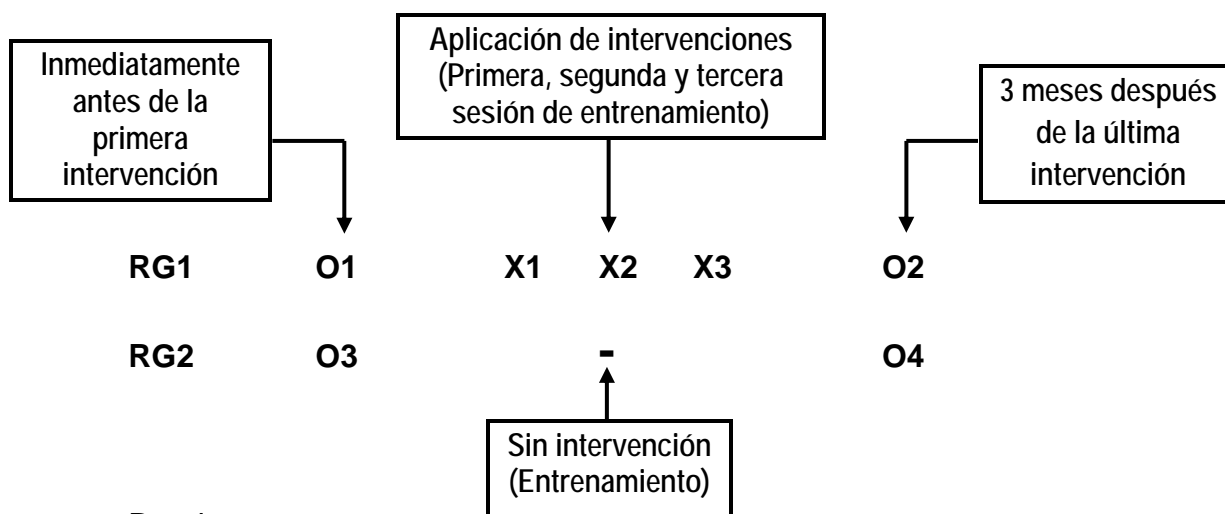 Inmediatamente
antes de la
primera
intervención
Aplicación de intervenciones
(Primera, segunda y tercera
sesión de entrenamiento)
3 meses después
de la última
intervención
RG1 O1 X1 X2 X3 O2
RG2 O3 - O4
Sin intervención
(Entrenamiento)